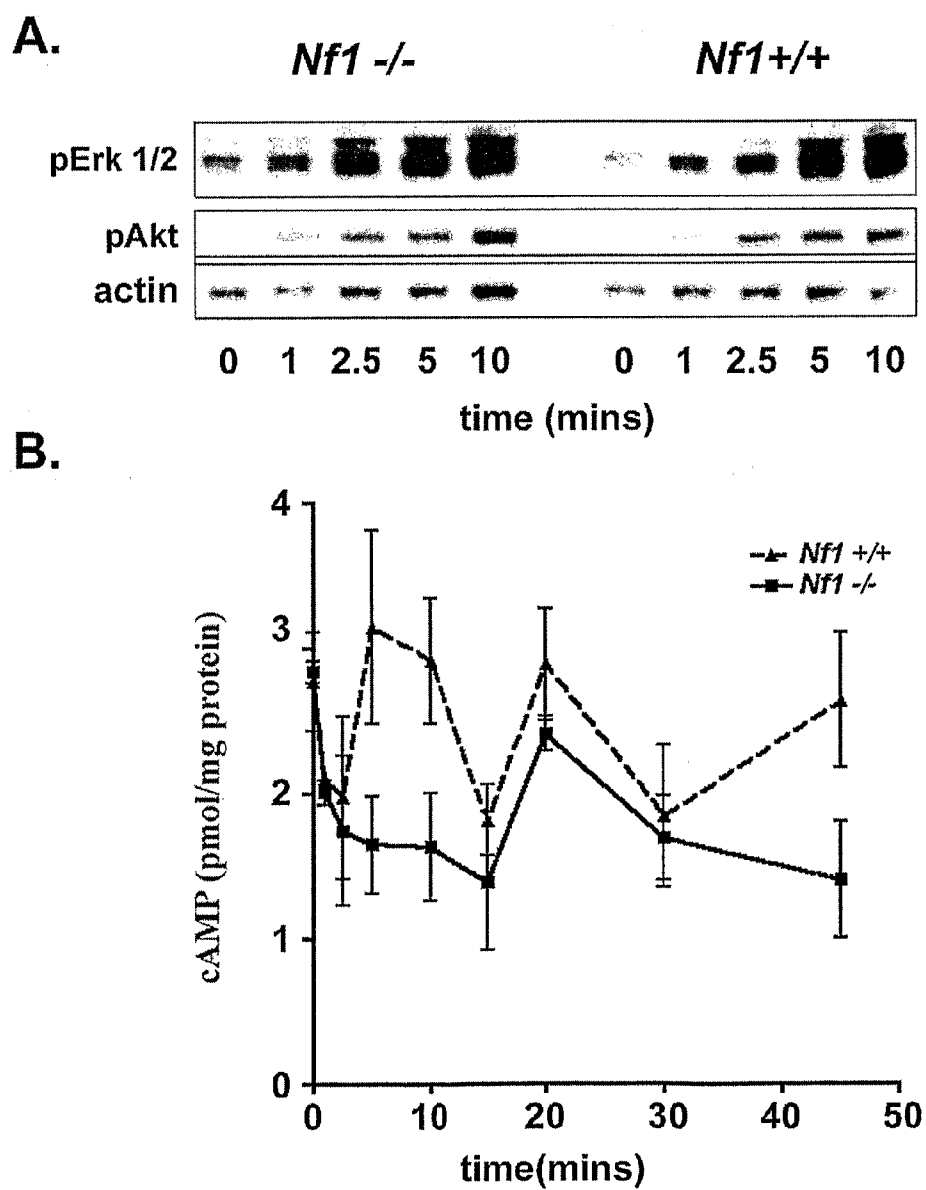 A.
Nf1 -/- Nf1+/+
pErk 1/2
pAkt
actin
0 1 2.5 5 10 0 1 2.5 5 10
time (mins)
B.
4
3
2
1
0
cAMP (pmol/mg protein)
Nf1 +/+
Nf1 -/-
0 10 20 30 40 50
time(mins)